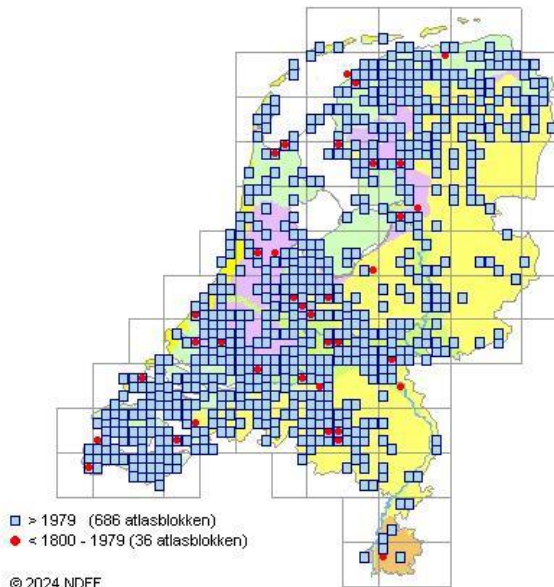 > 1979 (686 atlasblokken)
< 1800 - 1979 (36 atlasblokken)
© 2024 NDFF